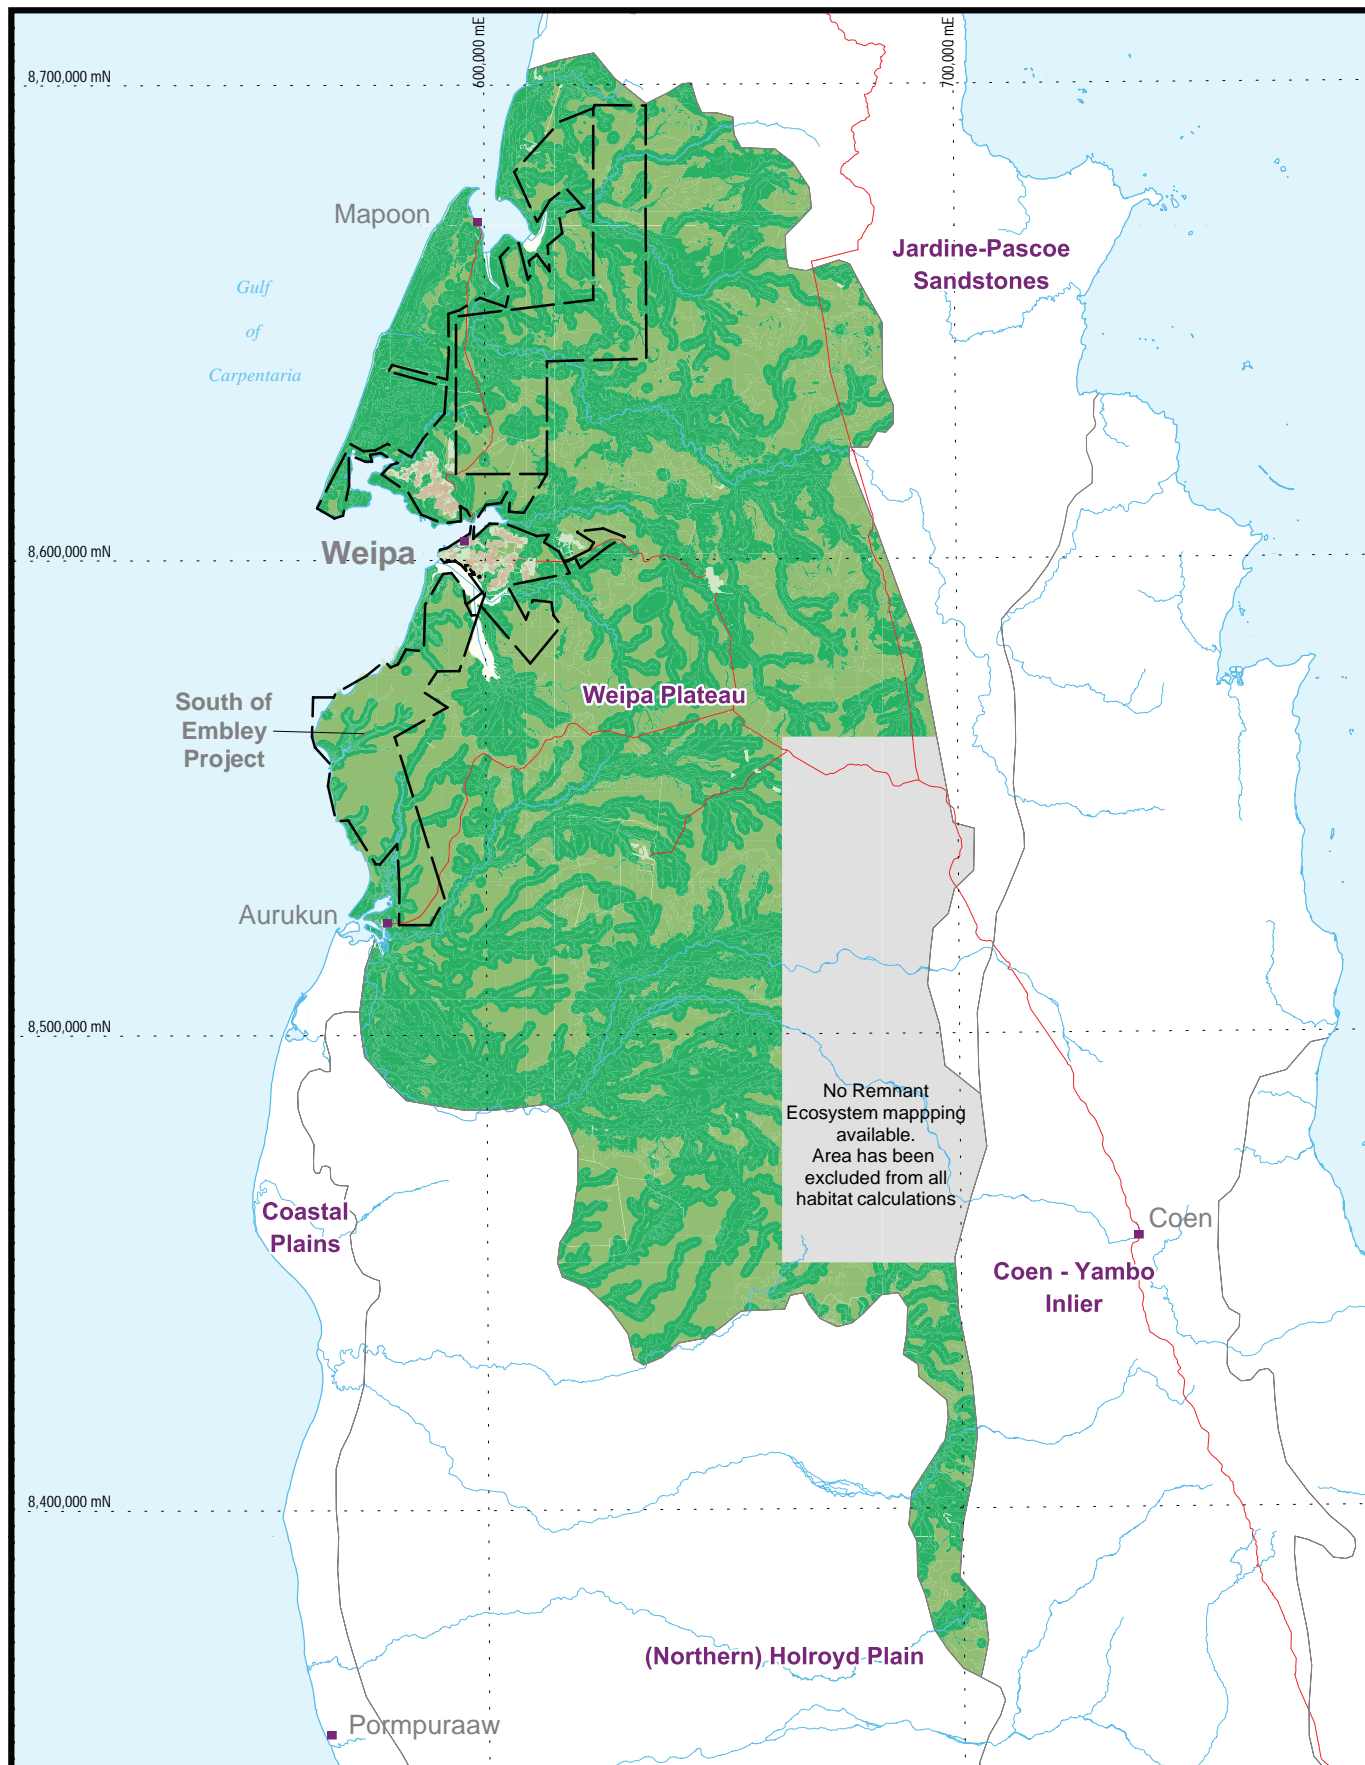 600,000 mE
700,000 mE
8,700,000 mN
Mapoon
Jardine-Pascoe
Sandstones
Gulf
of
Carpentaria
8,600,000 mN
Weipa
Weipa Plateau
South of
Embley
Project
Aurukun
8,500,000 mN
No Remnant
Ecosystem mappping
available.
Area has been
excluded from all
habitat calculations
Coastal
Plains
Coen
Coen - Yambo
Inlier
8,400,000 mN
(Northern) Holroyd Plain
Pormpuraaw